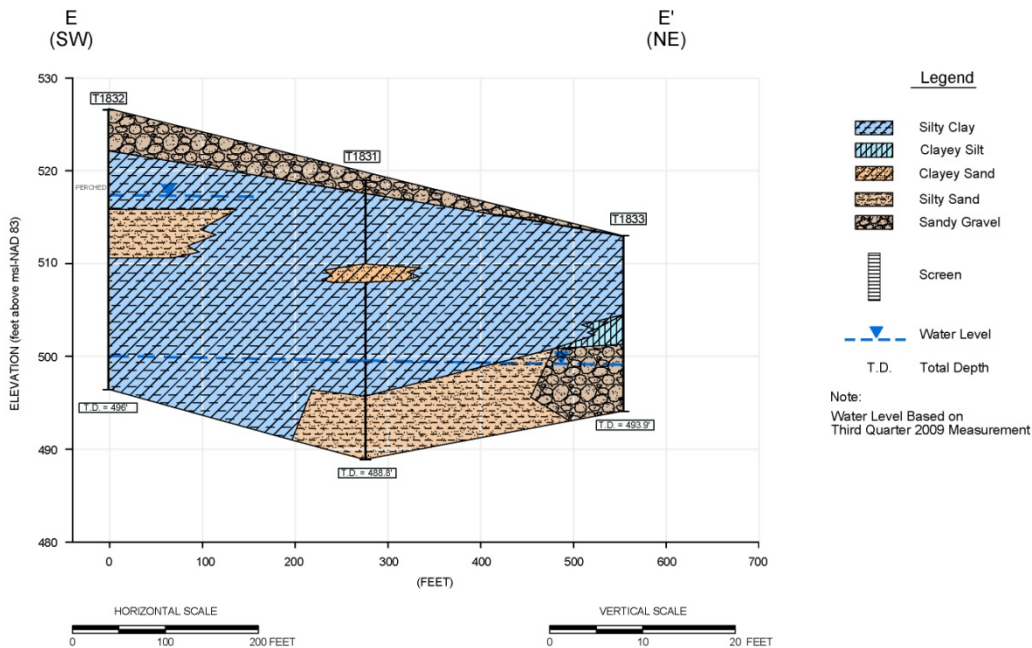 E
(SW)
E'
(NE)
Legend
Silty Clay
Clayey Silt
Clayey Sand
Silty Sand
Sandy Gravel
Screen
Water Level
T.D. Total Depth
Note:
Water Level Based on
Third Quarter 2009 Measurement
ELEVATION (feet above msl-NAD 83)
530
520
510
500
490
480
T1832
T1831
T1833
PERCHED
T.D. = 496'
T.D. = 488.8'
T.D. = 493.9'
0 100 200 300 400 500 600 700
(FEET)
HORIZONTAL SCALE
0 100 200 FEET
VERTICAL SCALE
0 10 20 FEET